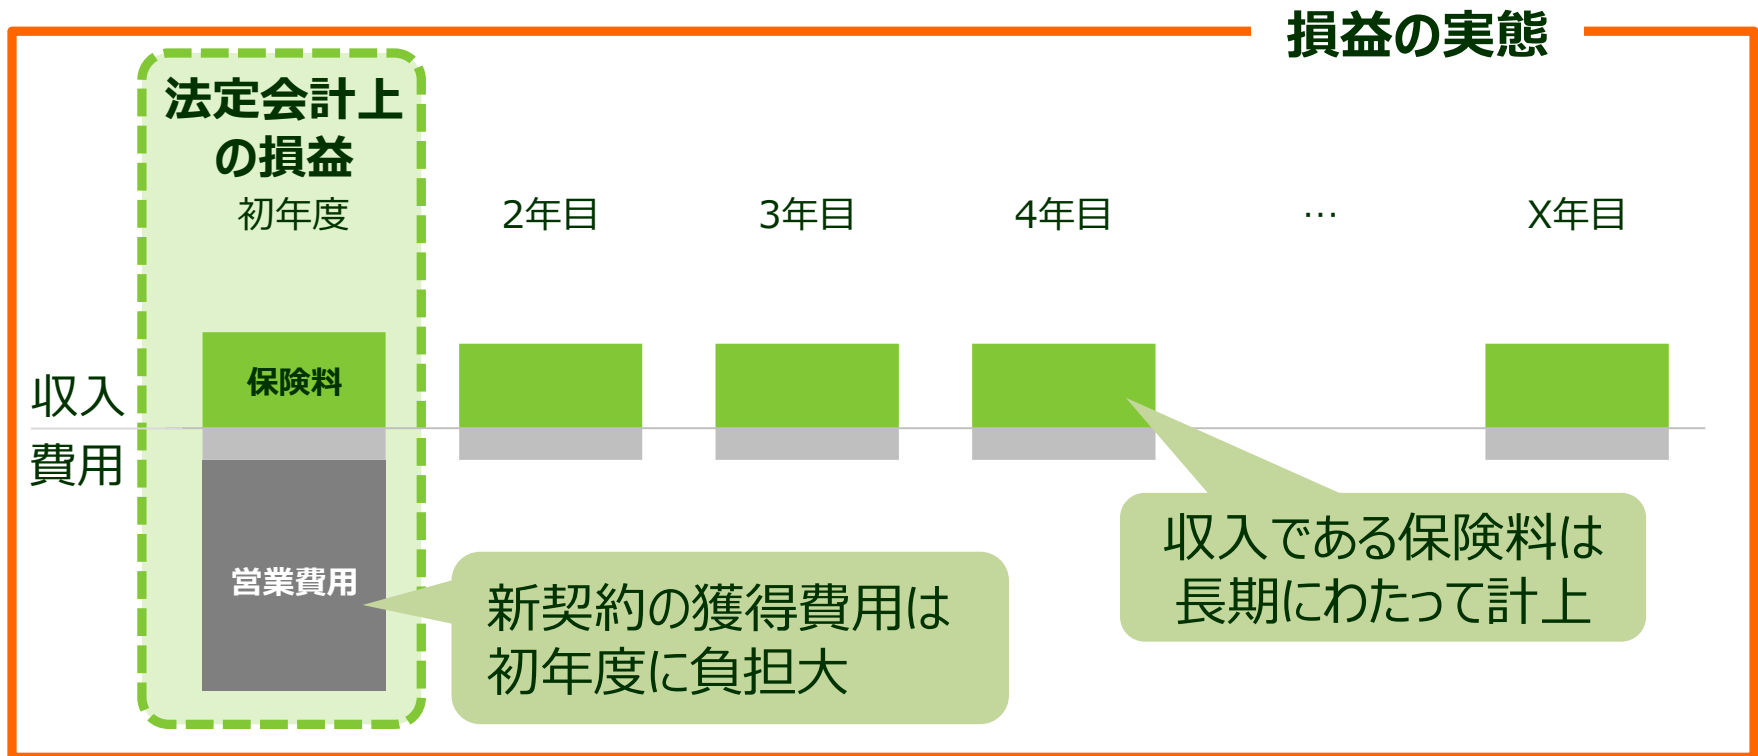 損益の実態
法定会計上
の損益
初年度
2年目
3年目
4年目
…
X年目
保険料
収入
費用
営業費用
新契約の獲得費用は
初年度に負担大
収入である保険料は
長期にわたって計上